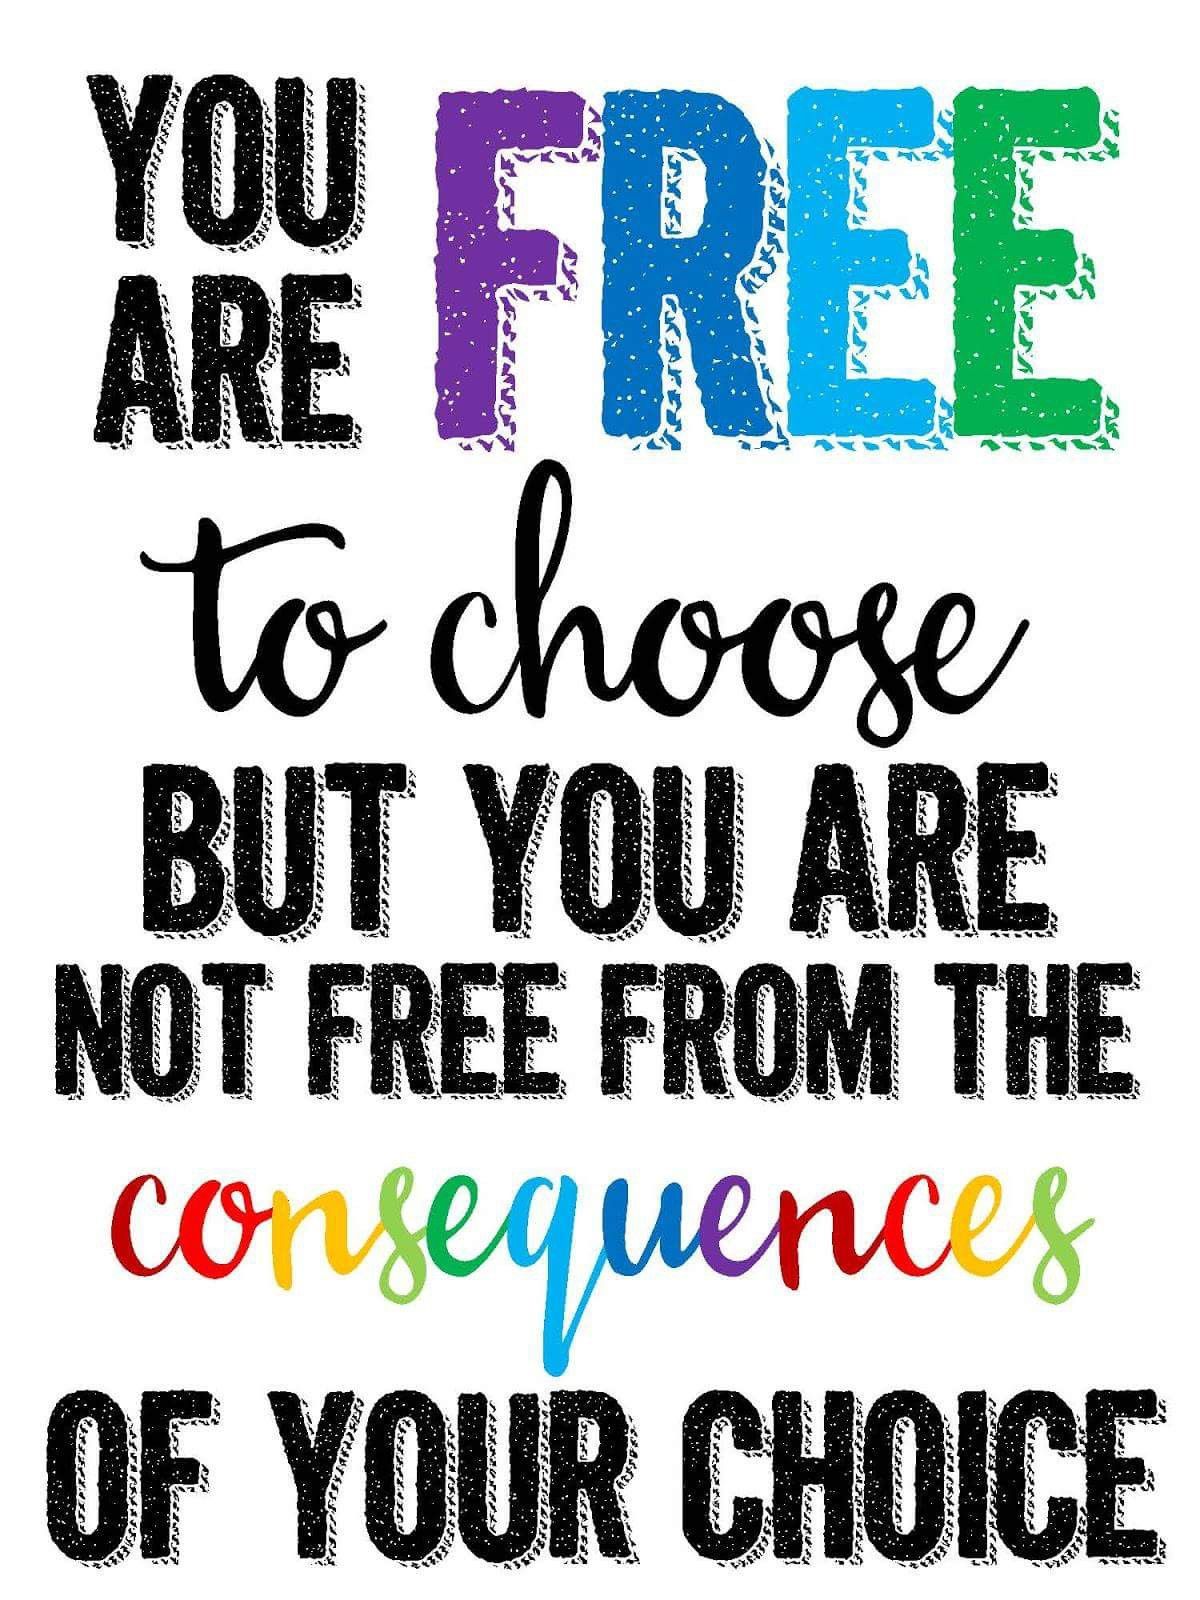 YOU FREE
ARE
to choose
BUT YOU ARE
NOT FREE FROM THE
consequences
OF YOUR CHOICE